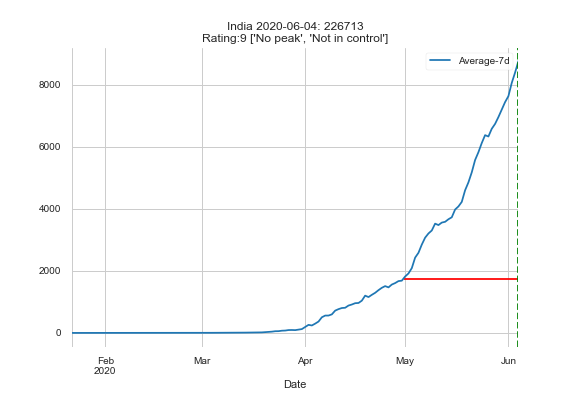 India 2020-06-04: 226713
Rating:9 ['No peak', 'Not in control']
Average-7d
8000
6000
4000
2000
0
Feb
2020
Mar
Apr
May
Jun
Date